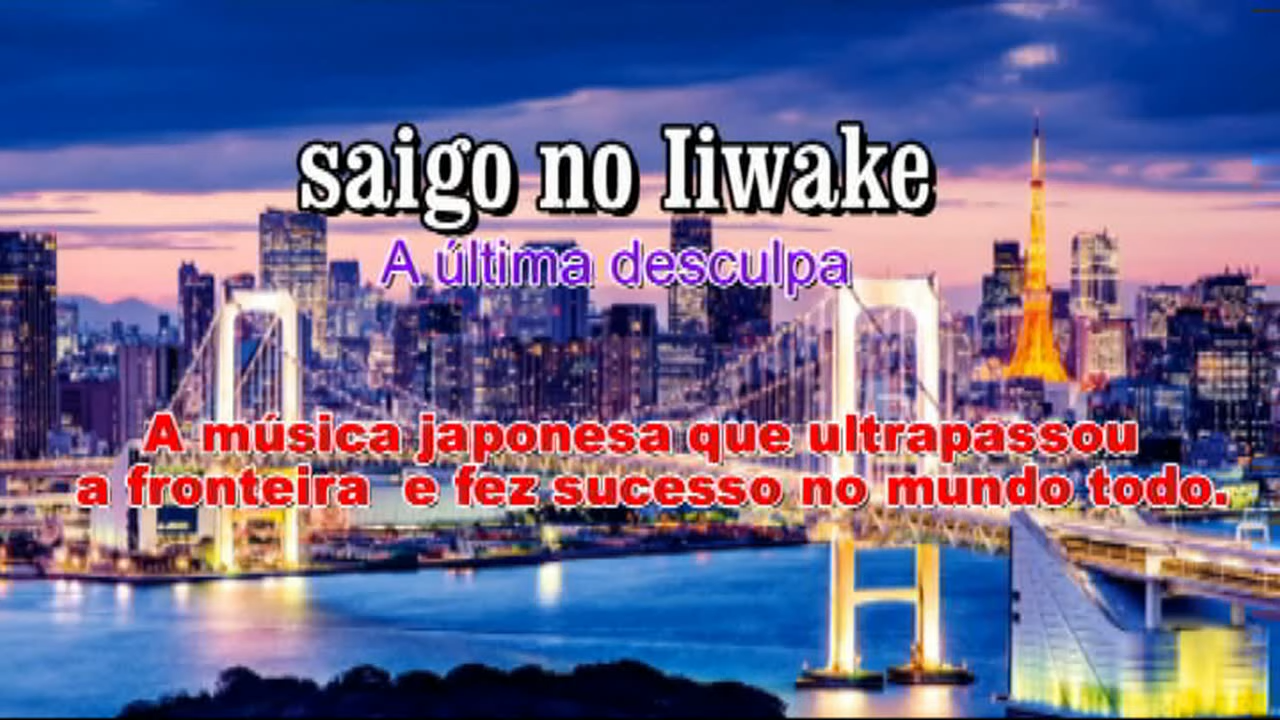 saigo no Iiwake
A última desculpa
A música japonesa que ultrapassou
a fronteira e fez sucesso no mundo todo.